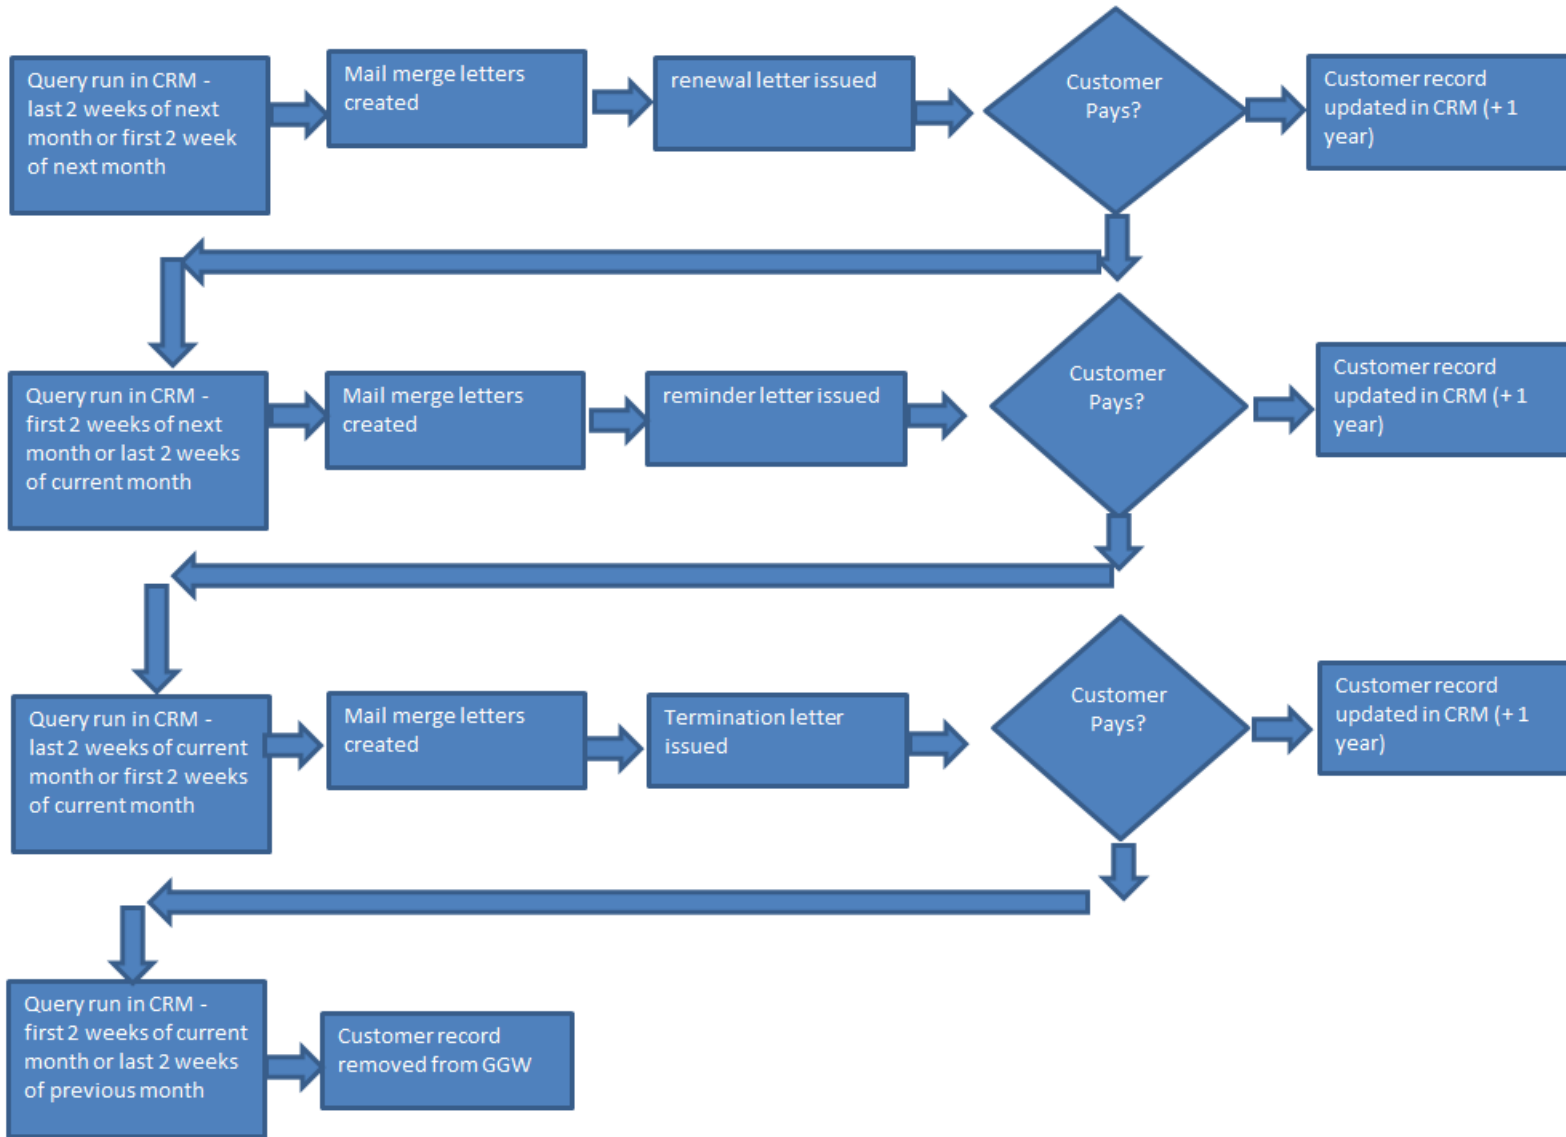 Query run in CRM -
last 2 weeks of next
month or first 2 week
of next month
Mail merge letters
created
renewal letter issued
Customer
Pays?
Customer record
updated in CRM (+ 1
year)
Query run in CRM -
first 2 weeks of next
month or last 2 weeks
of current month
Mail merge letters
created
reminder letter issued
Customer
Pays?
Customer record
updated in CRM (+ 1
year)
Query run in CRM -
last 2 weeks of current
month or first 2 weeks
of current month
Mail merge letters
created
Termination letter
issued
Customer
Pays?
Customer record
updated in CRM (+ 1
year)
Query run in CRM -
first 2 weeks of current
month or last 2 weeks
of previous month
Customer record
removed from GGW